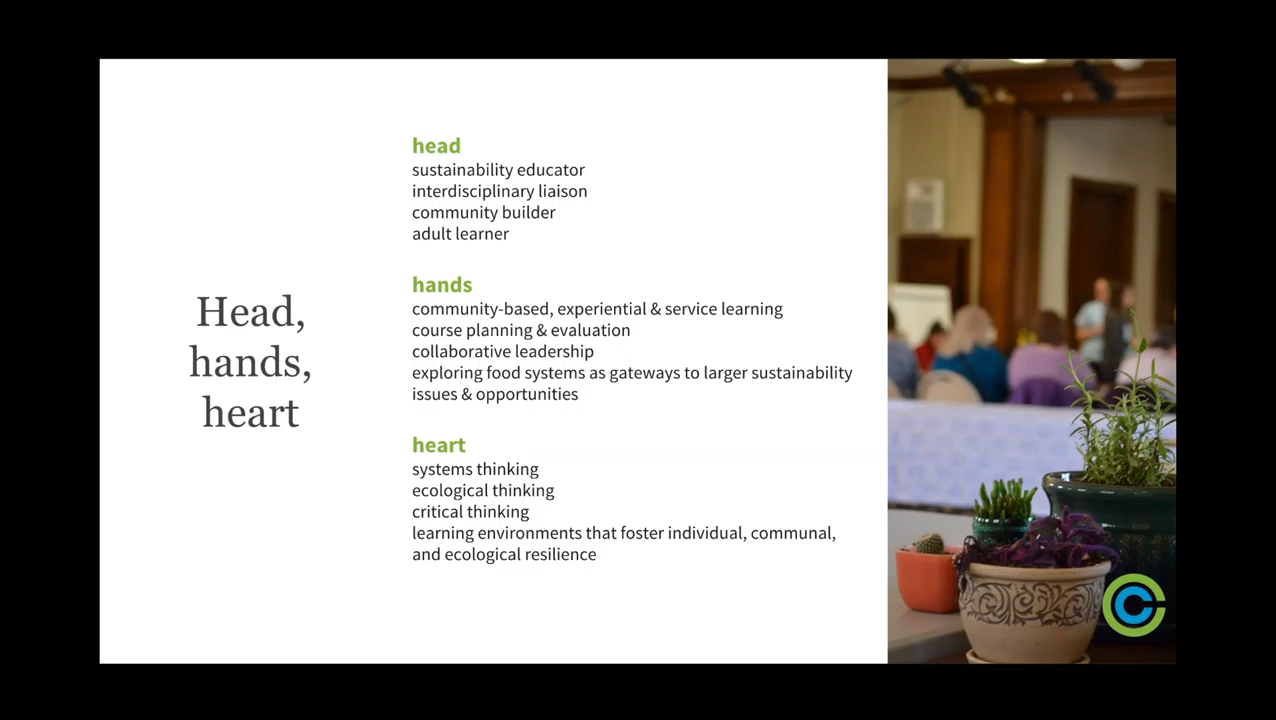 Head,
hands,
heart
head
sustainability educator
interdisciplinary liaison
community builder
adult learner
hands
community-based, experiential & service learning
course planning & evaluation
collaborative leadership
exploring food systems as gateways to larger sustainability
issues & opportunities
heart
systems thinking
ecological thinking
critical thinking
learning environments that foster individual, communal,
and ecological resilience